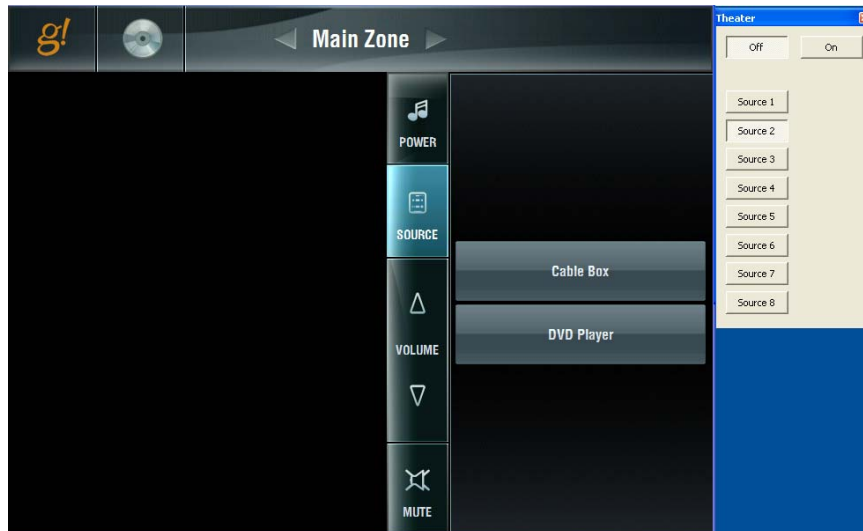 g!
Main Zone
POWER
SOURCE
VOLUME
MUTE
Cable Box
DVD Player
Theater
Off
On
Source 1
Source 2
Source 3
Source 4
Source 5
Source 6
Source 7
Source 8